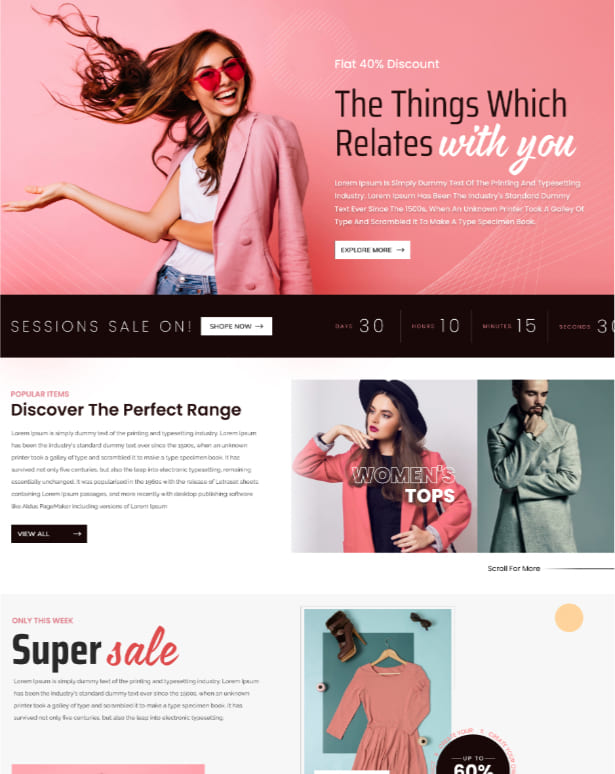 Flat 40% Discount
The Things Which
Relates with you
Lorem Ipsum Is Simply Dummy Text Of The Printing And Typesetting
Industry. Lorem Ipsum Has Been The Industry's Standard Dummy
Text Ever Since The 1500s, When An Unknown Printer Took A Galley Of
Type And Scrambled It To Make A Type Specimen Book.
EXPLORE MORE →
SESSIONS SALE ON! SHOPE NOW → DAYS 30 HOURS 10 MINUTES 15 SECONDS
POPULAR ITEMS
Discover The Perfect Range
Lorem Ipsum is simply dummy text of the printing and typesetting industry. Lorem Ipsum
has been the industry's standard dummy text ever since the 1500s, when an unknown
printer took a galley of type and scrambled it to make a type specimen book. It has
survived not only five centuries, but also the leap into electronic typesetting, remaining
essentially unchanged. It was popularised in the 1960s with the release of Letraset sheets
containing Lorem Ipsum passages, and more recently with desktop publishing software
like Aldus PageMaker including versions of Lorem Ipsum
VIEW ALL →
WOMEN'S
TOPS
Scroll For More
ONLY THIS WEEK
Super sale
Lorem Ipsum is simply dummy text of the printing and typesetting industry. Lorem Ipsum
has been the industry's standard dummy text ever since the 1500s, when an unknown
printer took a galley of type and scrambled it to make a type specimen book. It has
survived not only five centuries, but also the leap into electronic typesetting,
UP TO
60%